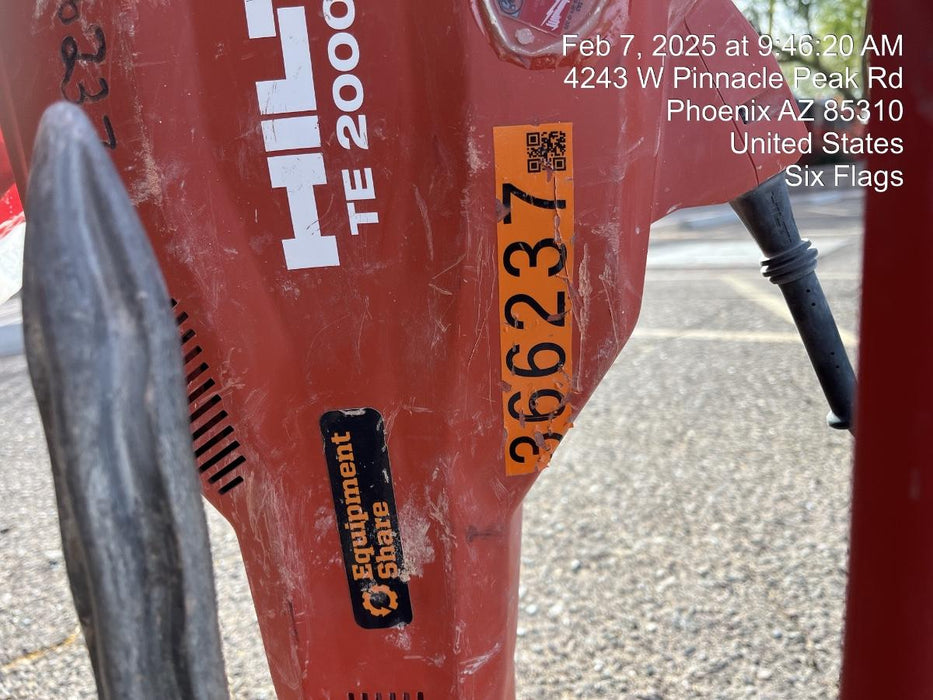 Feb 7, 2025 at 9:46:20 AM
4243 W Pinnacle Peak Rd
Phoenix AZ 85310
United States
Six Flags
HILTI
TE 2000
366237
Equipment
Share
6237